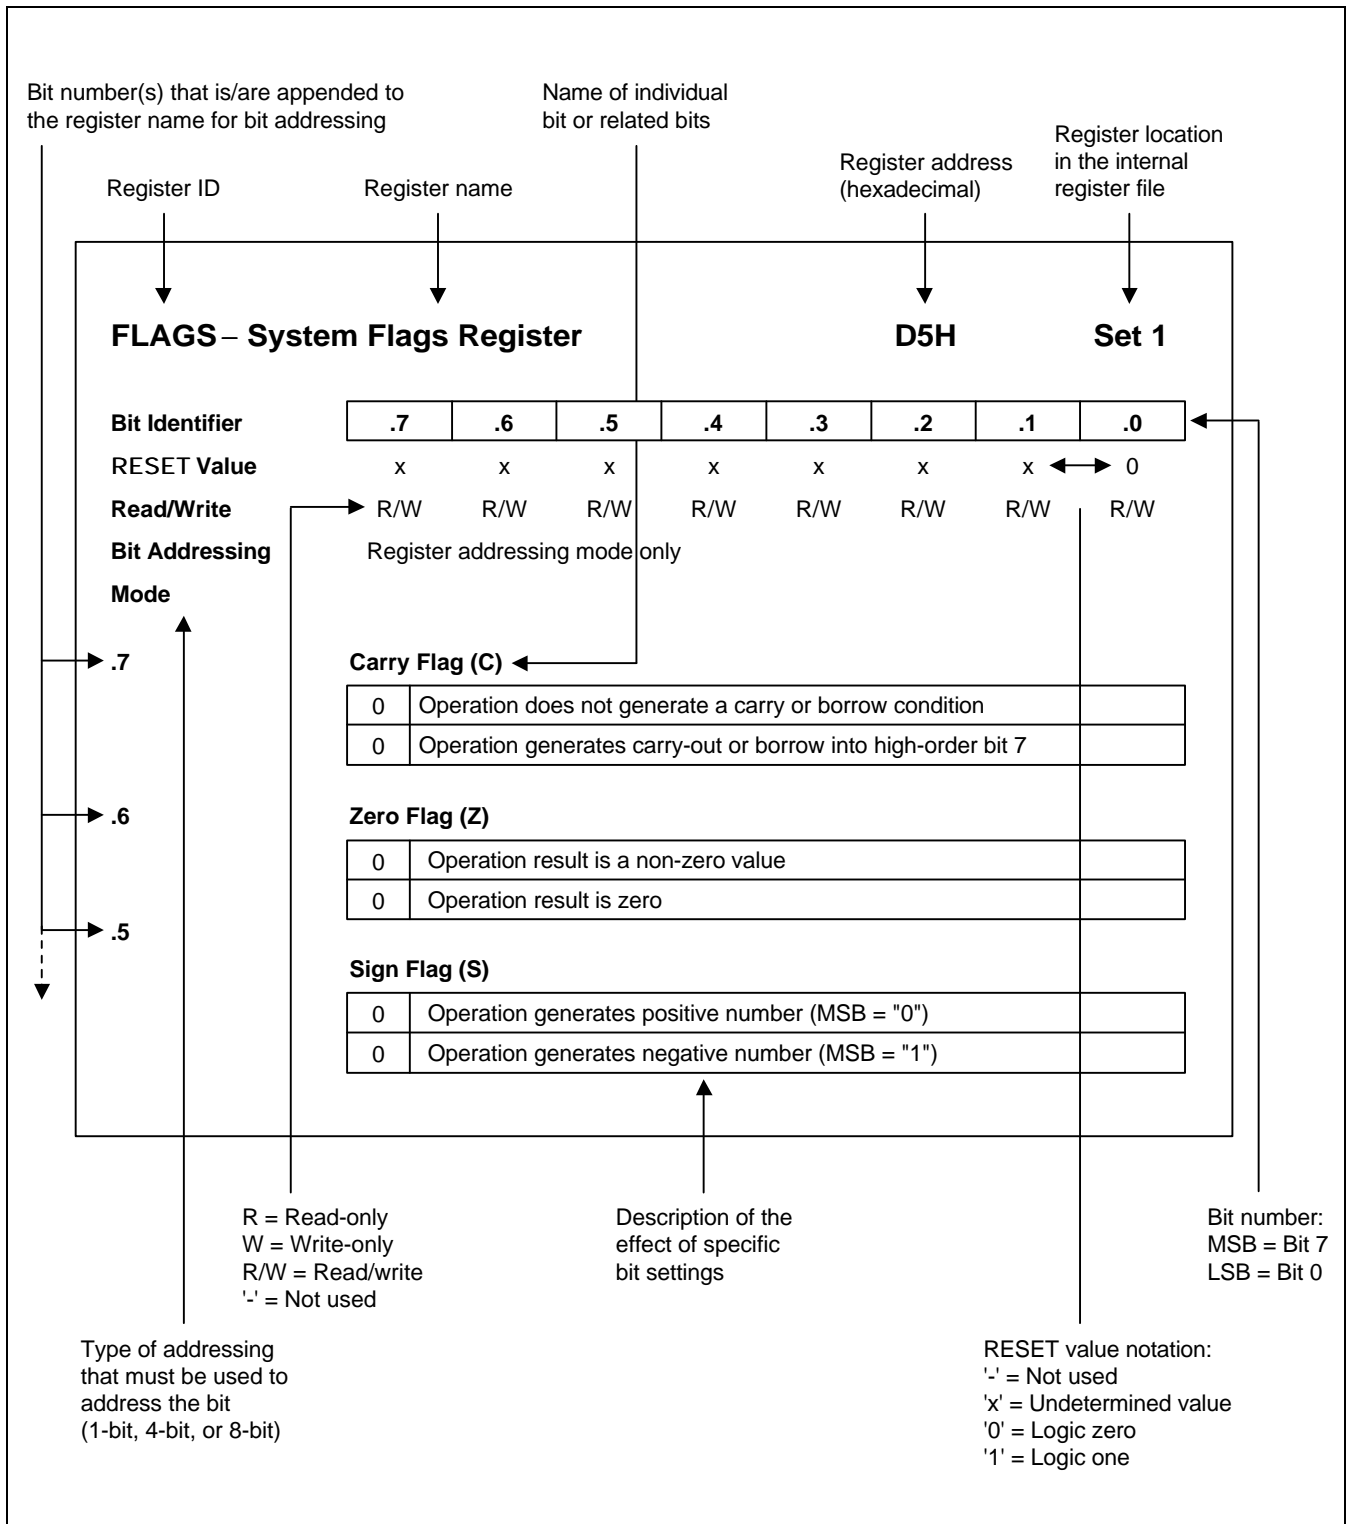 Bit number(s) that is/are appended to
the register name for bit addressing
Name of individual
bit or related bits
Register ID
Register name
Register address
(hexadecimal)
Register location
in the internal
register file
FLAGS – System Flags Register D5H Set 1
Bit Identifier .7 .6 .5 .4 .3 .2 .1 .0
RESET Value x x x x x x x 0
Read/Write R/W R/W R/W R/W R/W R/W R/W R/W
Bit Addressing Register addressing mode only
Mode
.7 Carry Flag (C)
0 Operation does not generate a carry or borrow condition
0 Operation generates carry-out or borrow into high-order bit 7
.6 Zero Flag (Z)
0 Operation result is a non-zero value
0 Operation result is zero
.5
Sign Flag (S)
0 Operation generates positive number (MSB = "0")
0 Operation generates negative number (MSB = "1")
R = Read-only
W = Write-only
R/W = Read/write
'-' = Not used
Description of the
effect of specific
bit settings
Bit number:
MSB = Bit 7
LSB = Bit 0
Type of addressing
that must be used to
address the bit
(1-bit, 4-bit, or 8-bit)
RESET value notation:
'-' = Not used
'x' = Undetermined value
'0' = Logic zero
'1' = Logic one